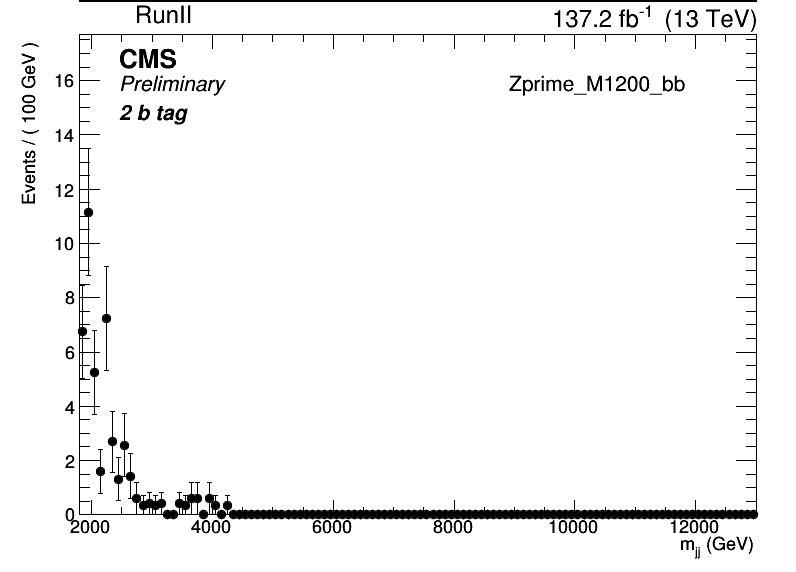 RunII
137.2 fb⁻¹ (13 TeV)
CMS
Preliminary
2 b tag
Zprime_M1200_bb
Events / ( 100 GeV )
16
14
12
10
8
6
4
2
0
2000 4000 6000 8000 10000 12000
m_jj (GeV)